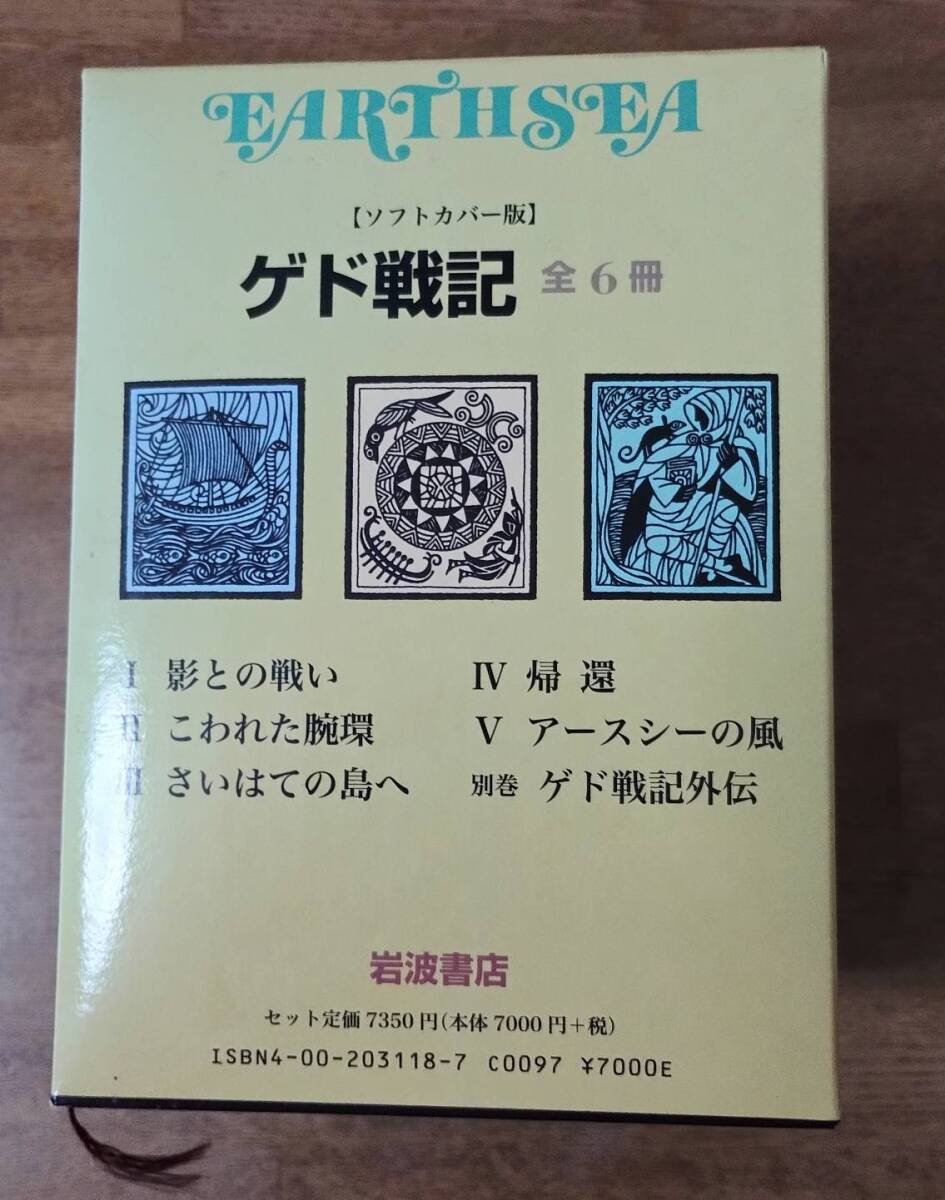 EARTHSEA
【ソフトカバー版】
ゲド戦記 全6冊
I 影との戦い
II こわれた腕環
III さいはての島へ
IV 帰還
V アースシーの風
別巻 ゲド戦記外伝
岩波書店
セット定価7350円(本体7000円+税)
ISBN4-00-203118-7 C0097 ¥7000E